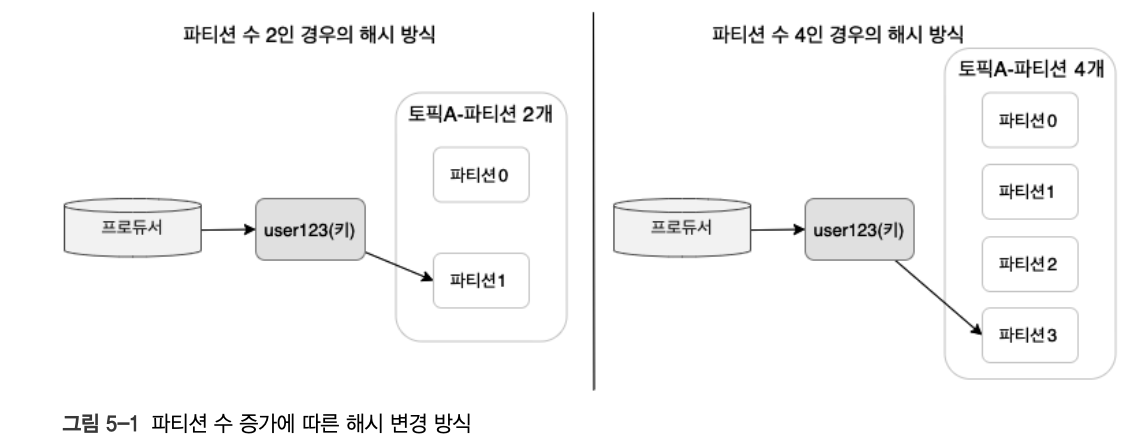 파티션 수 2인 경우의 해시 방식
토픽A-파티션 2개
파티션0
프로듀서
user123(키)
파티션1
파티션 수 4인 경우의 해시 방식
토픽A-파티션 4개
파티션0
파티션1
프로듀서
user123(키)
파티션2
파티션3
그림 5-1 파티션 수 증가에 따른 해시 변경 방식